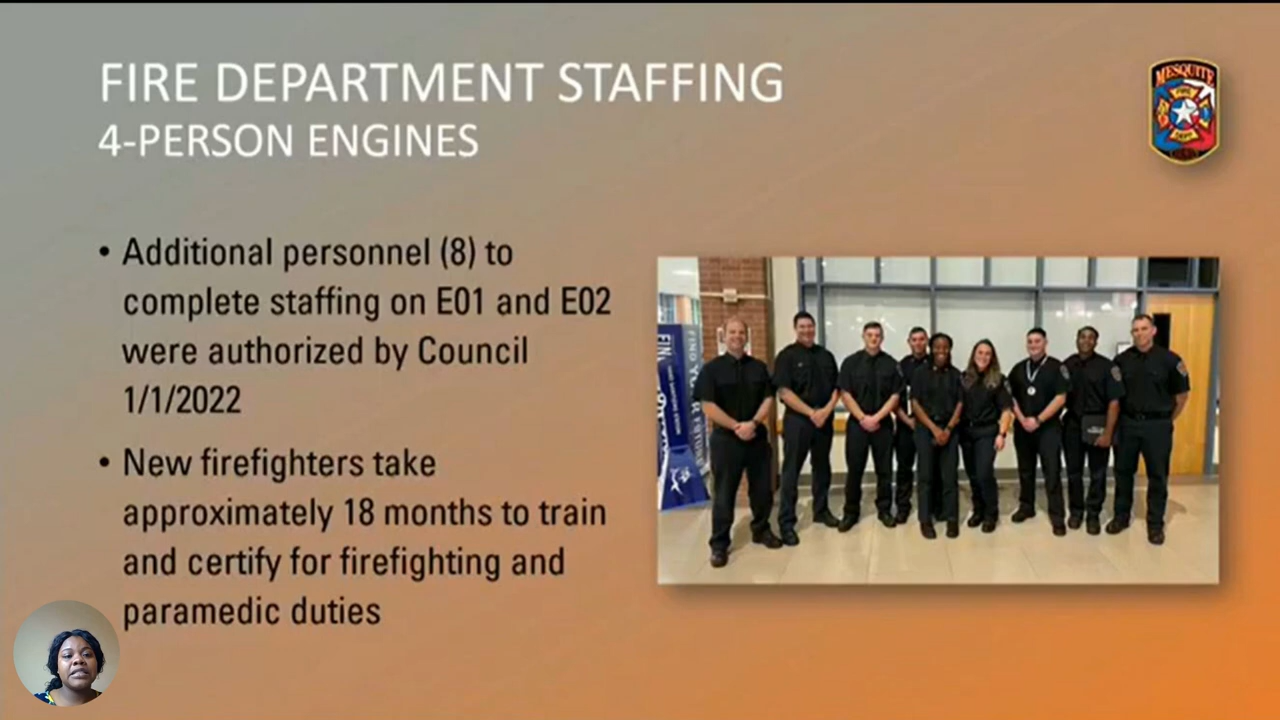 FIRE DEPARTMENT STAFFING
4-PERSON ENGINES
MESQUITE
FIRE
DEPT
• Additional personnel (8) to
complete staffing on E01 and E02
were authorized by Council
1/1/2022
• New firefighters take
approximately 18 months to train
and certify for firefighting and
paramedic duties